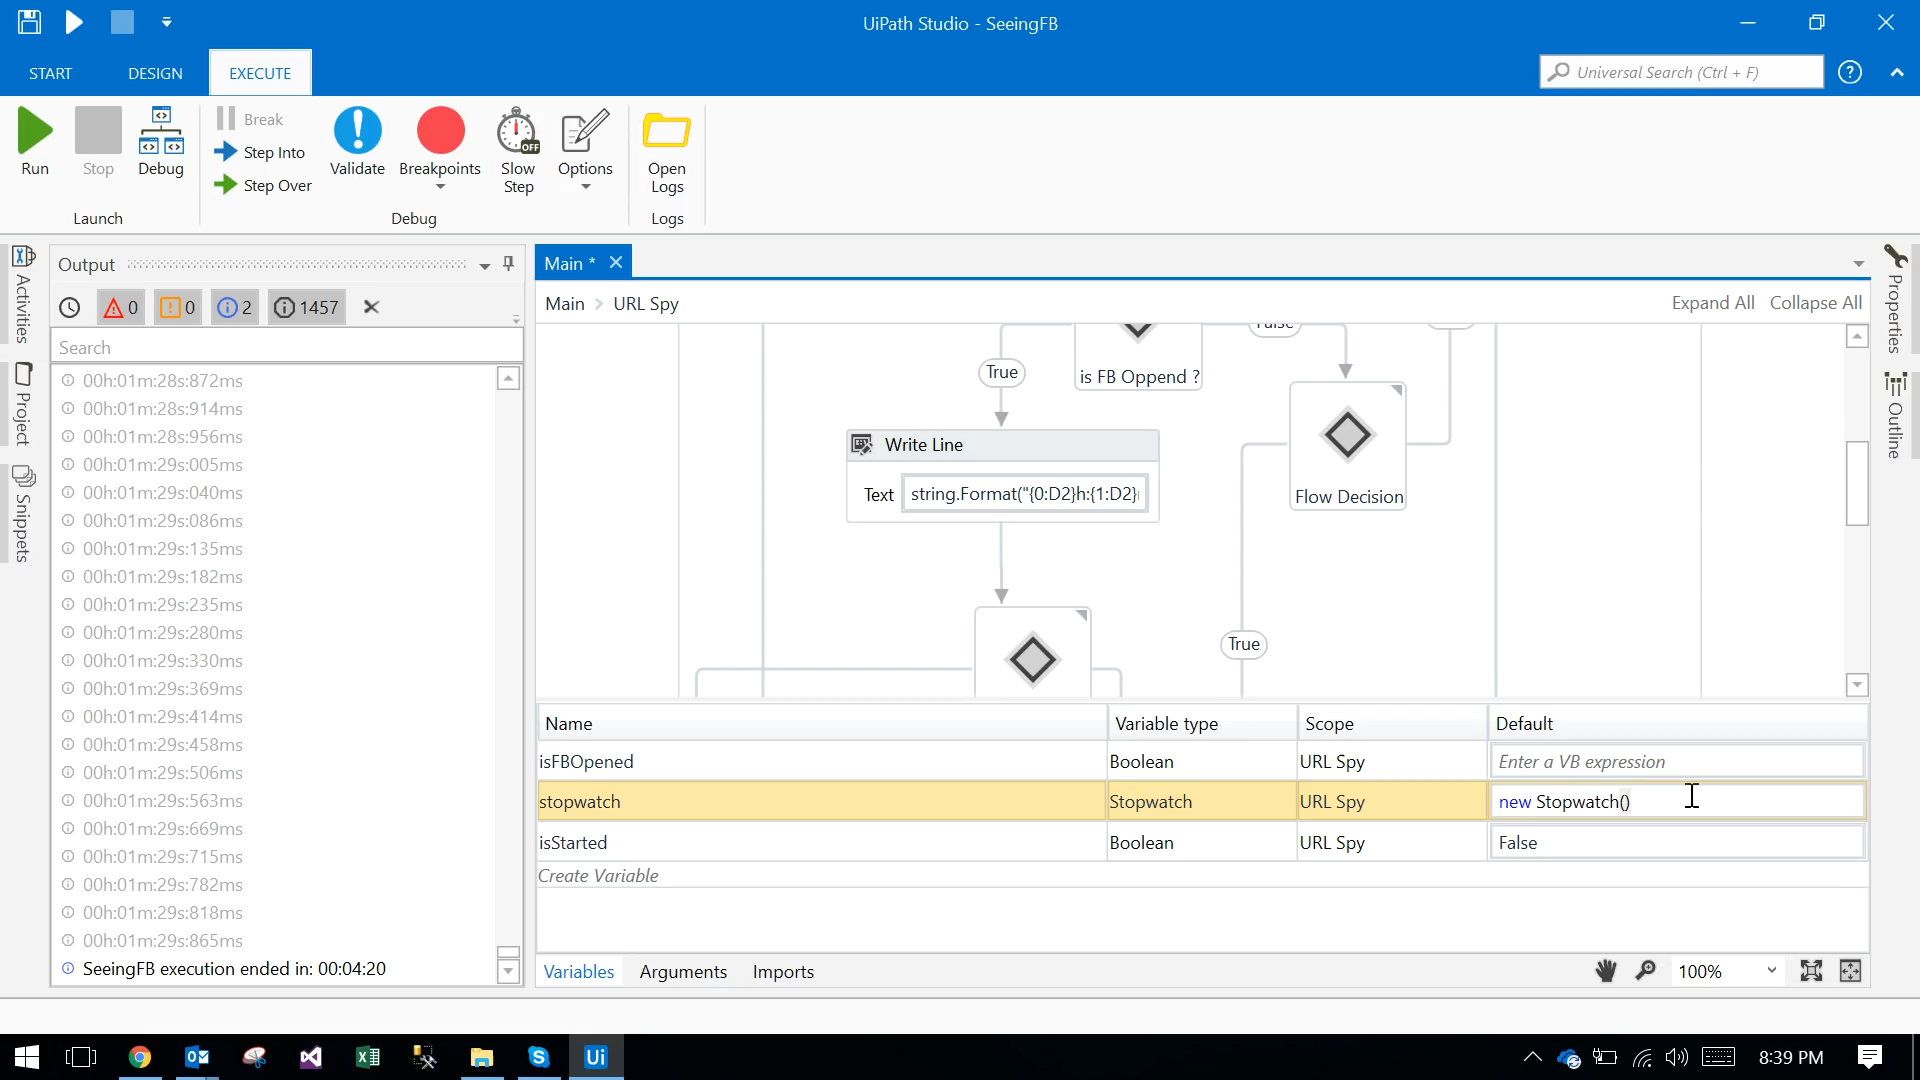 UiPath Studio - SeeingFB
START
DESIGN
EXECUTE
Universal Search (Ctrl + F)
Run
Stop
Debug
Break
Step Into
Step Over
Validate
Breakpoints
Slow
Step
OFF
Options
Open
Logs
Launch
Debug
Logs
Activities
Project
Snippets
Output
0
0
2
1457
Search
00h:01m:28s:872ms
00h:01m:28s:914ms
00h:01m:28s:956ms
00h:01m:29s:005ms
00h:01m:29s:040ms
00h:01m:29s:086ms
00h:01m:29s:135ms
00h:01m:29s:182ms
00h:01m:29s:235ms
00h:01m:29s:280ms
00h:01m:29s:330ms
00h:01m:29s:369ms
00h:01m:29s:414ms
00h:01m:29s:458ms
00h:01m:29s:506ms
00h:01m:29s:563ms
00h:01m:29s:669ms
00h:01m:29s:715ms
00h:01m:29s:782ms
00h:01m:29s:818ms
00h:01m:29s:865ms
SeeingFB execution ended in: 00:04:20
Main *
Main > URL Spy
Expand All
Collapse All
False
True
is FB Oppend ?
Write Line
Text
string.Format("{0:D2}h:{1:D2}
Flow Decision
True
Name
Variable type
Scope
Default
isFBOpened
Boolean
URL Spy
Enter a VB expression
stopwatch
Stopwatch
URL Spy
new Stopwatch()
isStarted
Boolean
URL Spy
False
Create Variable
Variables
Arguments
Imports
100%
Properties
Outline
Ui
8:39 PM